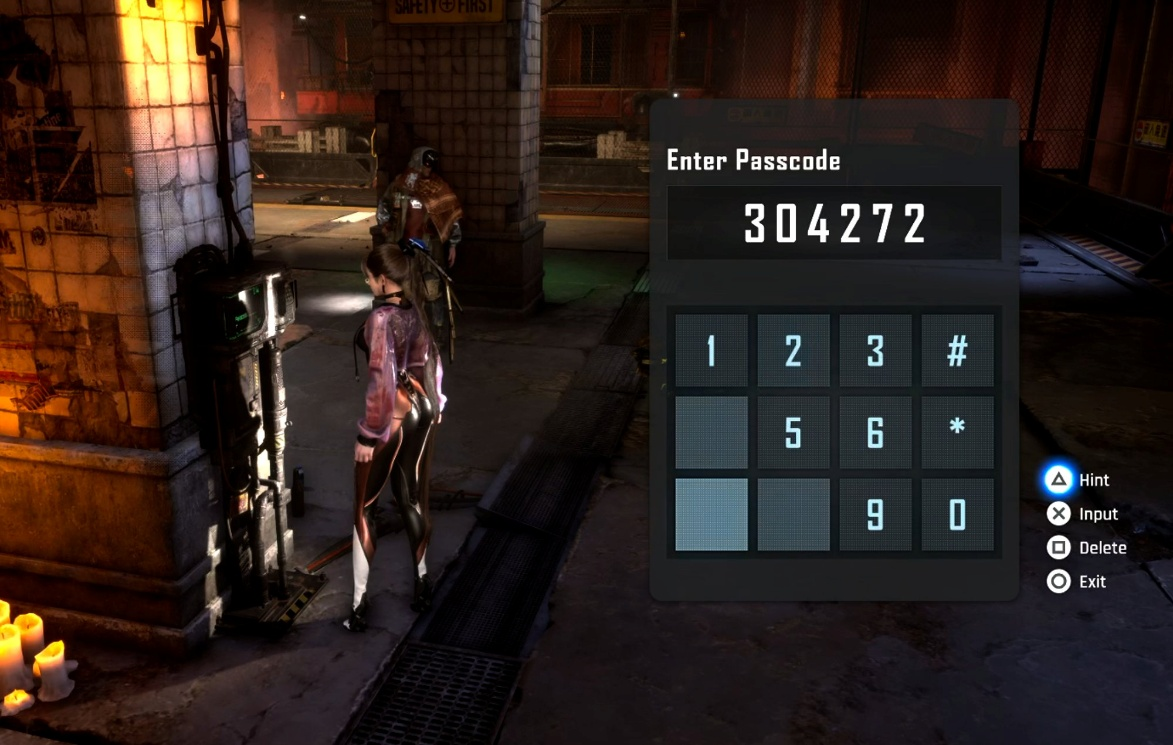 SAFETY FIRST
Enter Passcode
304272
1 2 3 #
5 6 *
9 0
Hint
Input
Delete
Exit